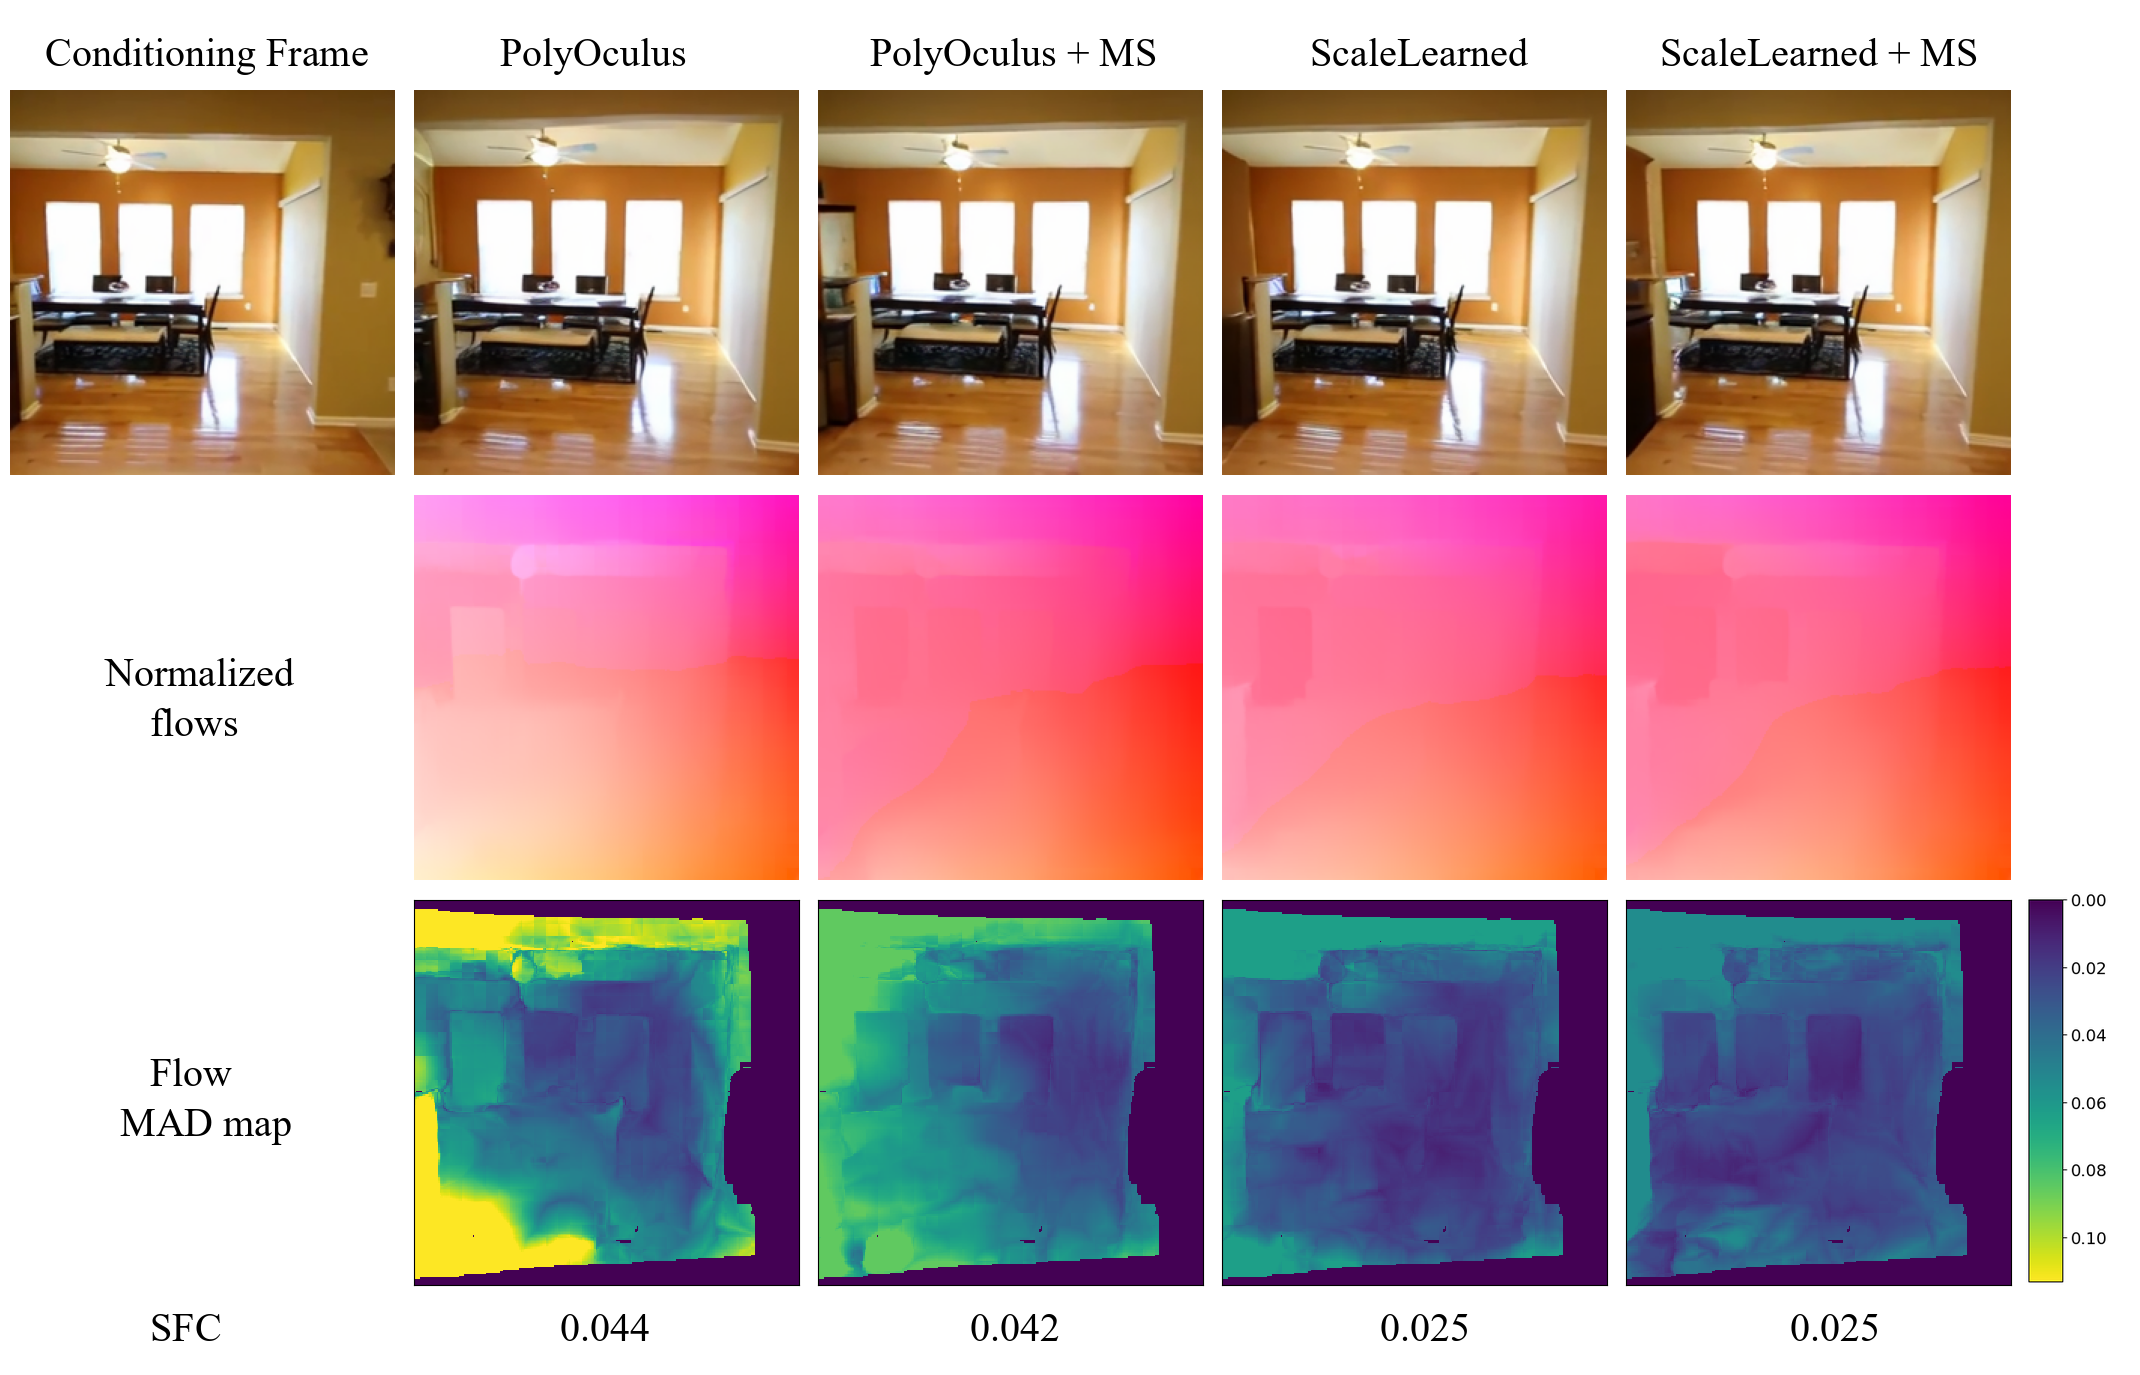 Conditioning Frame
PolyOculus
PolyOculus + MS
ScaleLearned
ScaleLearned + MS
Normalized
flows
Flow
MAD map
0.00
0.02
0.04
0.06
0.08
0.10
SFC
0.044
0.042
0.025
0.025